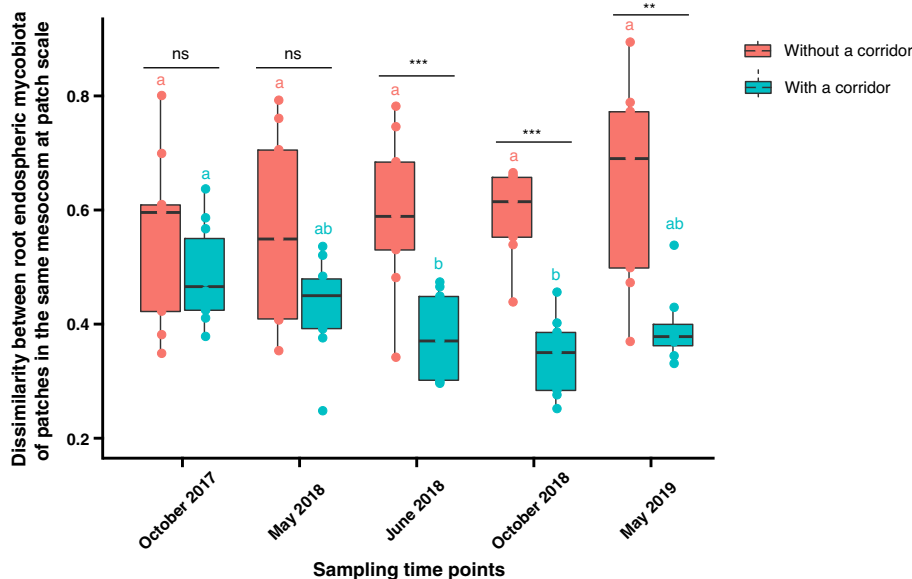 Dissimilarity between root endospheric mycobiota
of patches in the same mesocosm at patch scale
0.8
0.6
0.4
0.2
ns
ns
***
***
**
a
a
a
a
a
a
ab
b
b
ab
Without a corridor
With a corridor
October 2017
May 2018
June 2018
October 2018
May 2019
Sampling time points